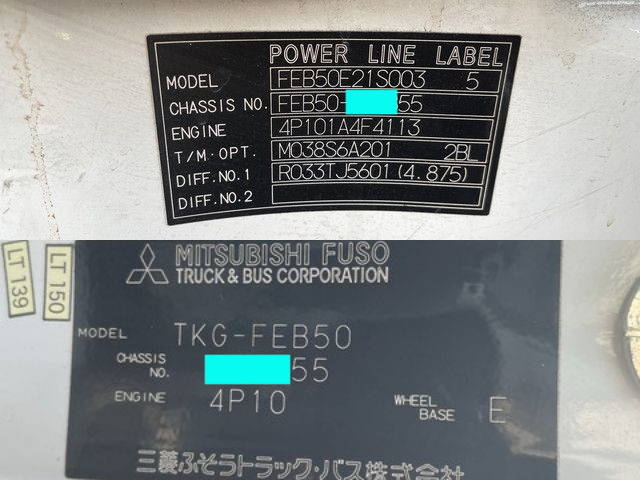 POWER LINE LABEL
MODEL FEB50E21S003 5
CHASSIS NO. FEB50- 55
ENGINE 4P101A4F4113
T/M・OPT. M038S6A201 2BL
DIFF.NO.1 R033TJ5601 (4.875)
DIFF.NO.2
LT 139
LT 150
MITSUBISHI FUSO
TRUCK & BUS CORPORATION
MODEL TKG-FEB50
CHASSIS NO. 55
ENGINE 4P10
WHEEL BASE E
三菱ふそうトラック・バス株式会社